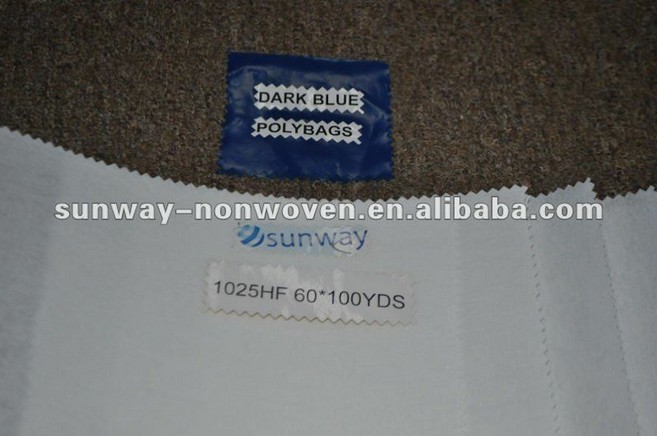 DARK BLUE
POLYBAGS
sunway-nonwoven.en.alibaba.com
sunway
1025HF 60*100YDS